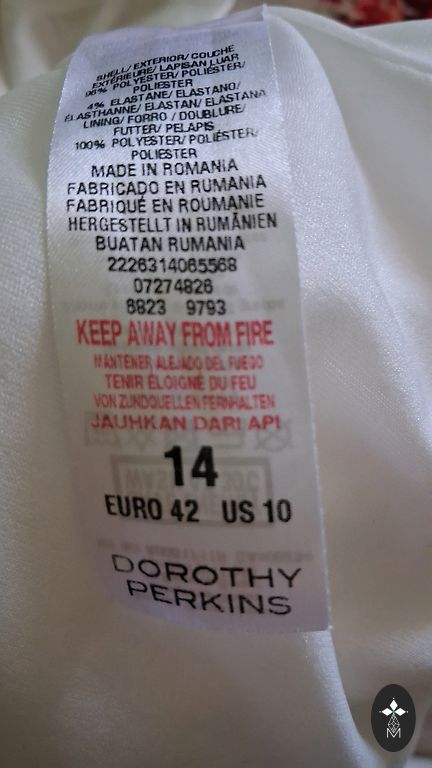 SHELL/ EXTERIOR/ COUCHE
EXTÉRIEURE/ LAPISAN LUAR
96% POLYESTER/ POLIÉSTER/
POLIESTER
4% ELASTANE/ ELASTANO/
ÉLASTHANNE/ ELASTAN/ ELASTANA
LINING/ FORRO / DOUBLURE/
FUTTER/ PELAPIS
100% POLYESTER/ POLIÉSTER/
POLIESTER
MADE IN ROMANIA
FABRICADO EN RUMANIA
FABRIQUÉ EN ROUMANIE
HERGESTELLT IN RUMÄNIEN
BUATAN RUMANIA
2226314065568
07274826
8823 9793
KEEP AWAY FROM FIRE
MANTENER ALEJADO DEL FUEGO
TENIR ÉLOIGNÉ DU FEU
VON ZÜNDQUELLEN FERNHALTEN
JAUHKAN DARI API
14
EURO 42 US 10
DOROTHY
PERKINS
M